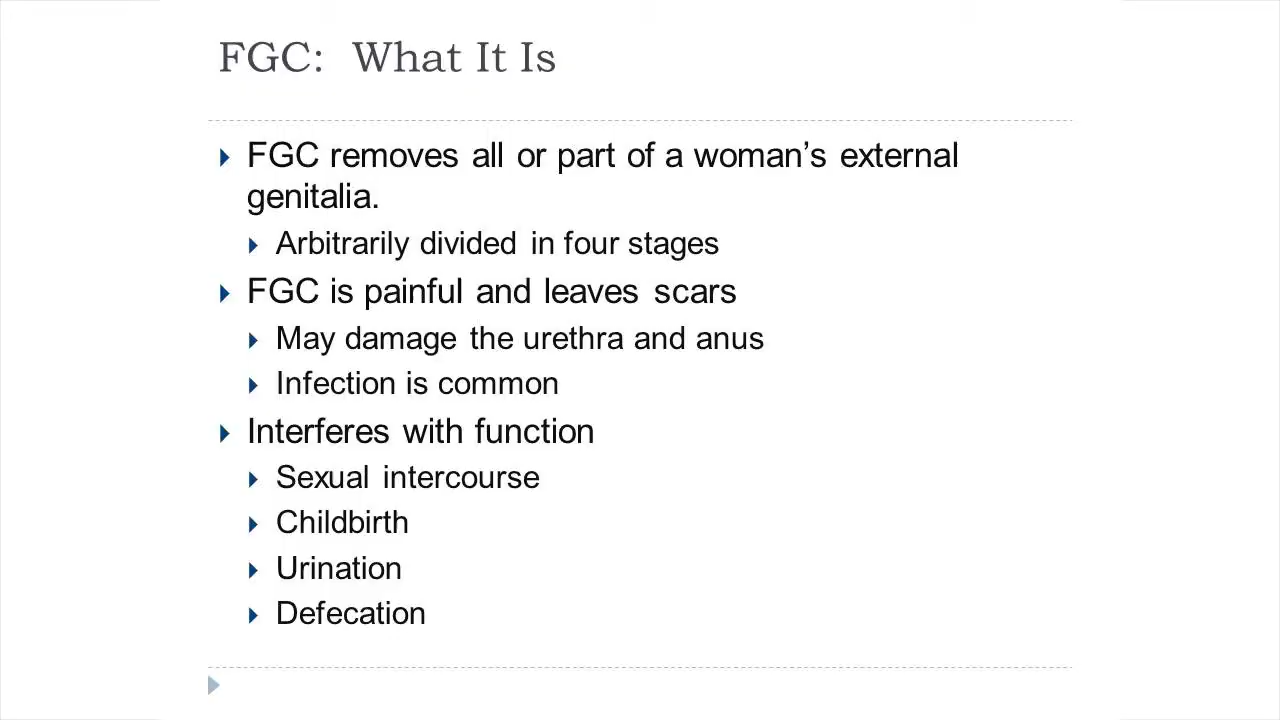 FGC: What It Is
FGC removes all or part of a woman’s external
genitalia.
Arbitrarily divided in four stages
FGC is painful and leaves scars
May damage the urethra and anus
Infection is common
Interferes with function
Sexual intercourse
Childbirth
Urination
Defecation